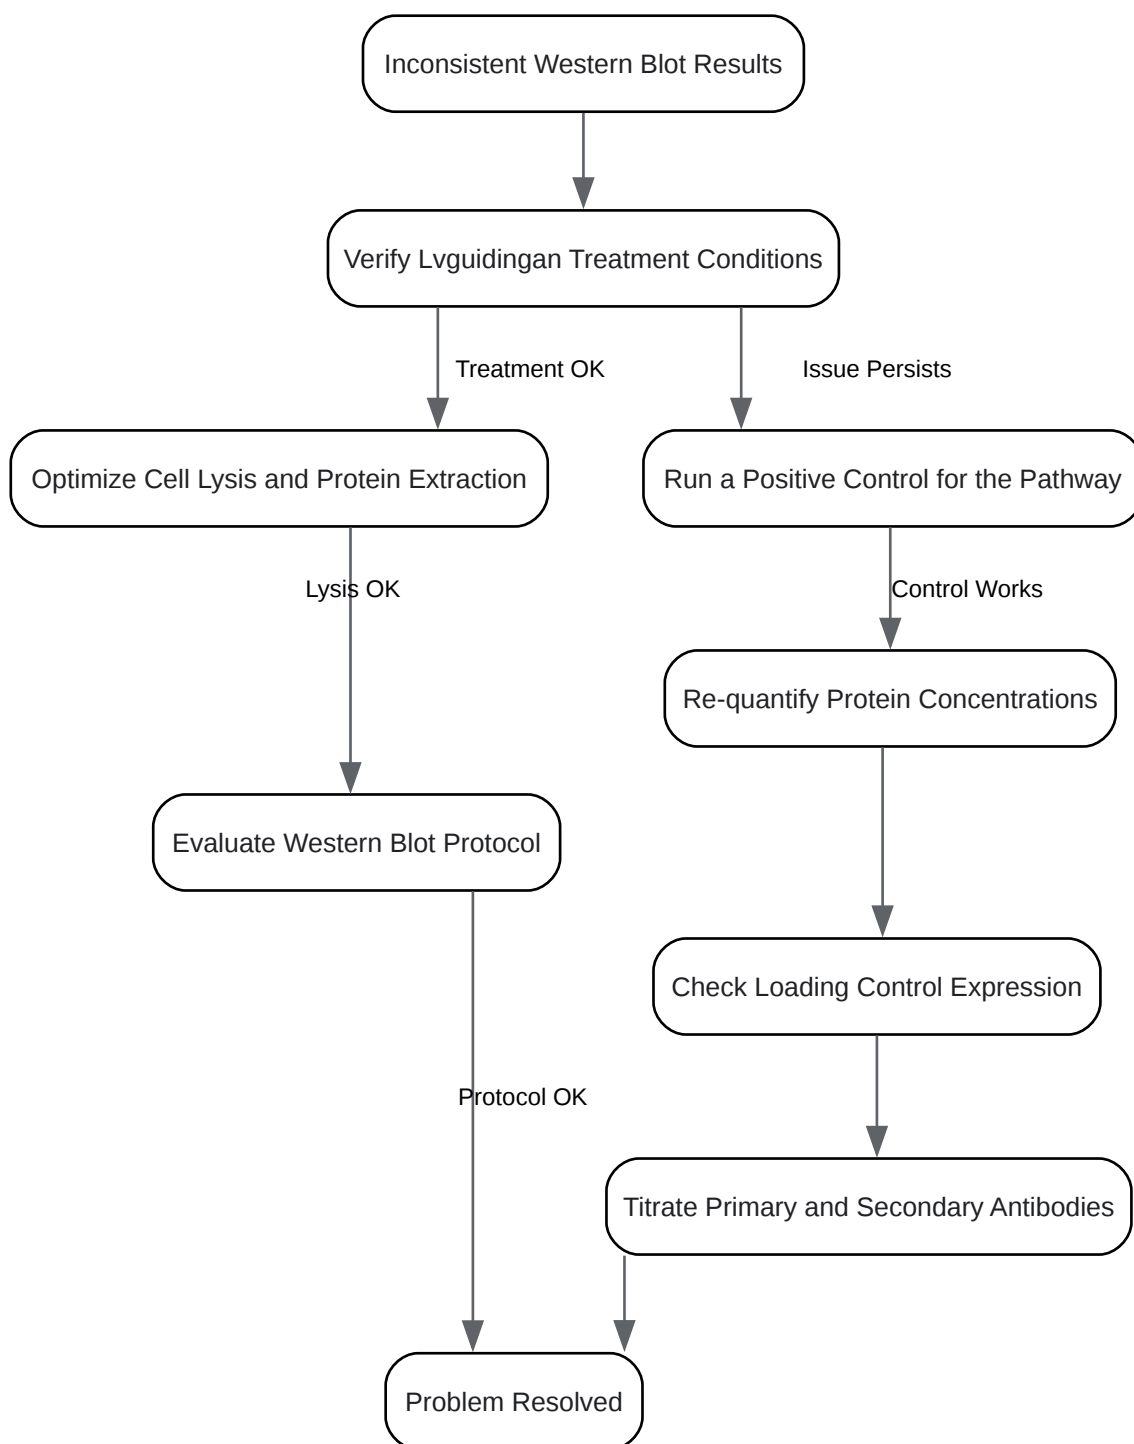 Inconsistent Western Blot Results
Verify Lvguidingan Treatment Conditions
Treatment OK
Issue Persists
Optimize Cell Lysis and Protein Extraction
Run a Positive Control for the Pathway
Lysis OK
Control Works
Re-quantify Protein Concentrations
Evaluate Western Blot Protocol
Check Loading Control Expression
Protocol OK
Titrate Primary and Secondary Antibodies
Problem Resolved